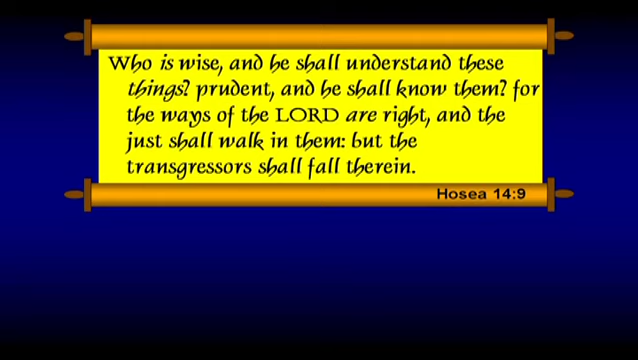 Who is wise, and he shall understand these
things? prudent, and he shall know them? for
the ways of the LORD are right, and the
just shall walk in them: but the
transgressors shall fall therein.
Hosea 14:9